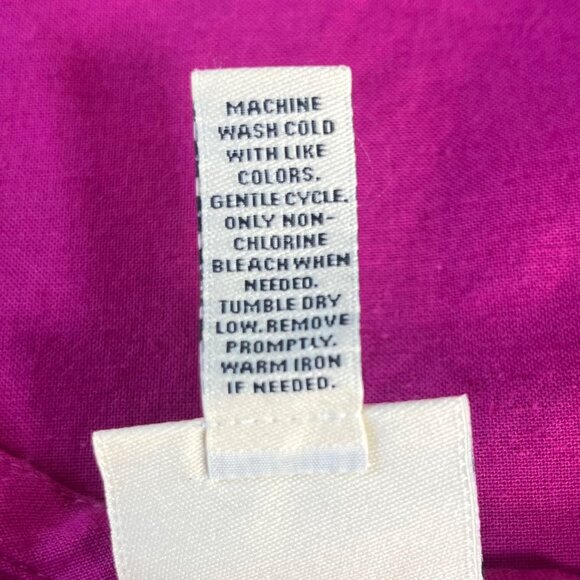 MACHINE
WASH COLD
WITH LIKE
COLORS.
GENTLE CYCLE.
ONLY NON-
CHLORINE
BLEACH WHEN
NEEDED.
TUMBLE DRY
LOW. REMOVE
PROMPTLY.
WARM IRON
IF NEEDED.